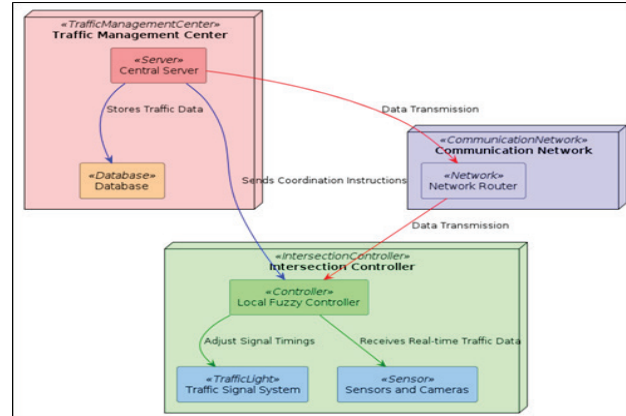 «TrafficManagementCenter»
Traffic Management Center
«Server»
Central Server
Stores Traffic Data
Data Transmission
«CommunicationNetwork»
Communication Network
«Database»
Database
Sends Coordination Instructions
«Network»
Network Router
Data Transmission
«IntersectionController»
Intersection Controller
«Controller»
Local Fuzzy Controller
Adjust Signal Timings
Receives Real-time Traffic Data
«TrafficLight»
Traffic Signal System
«Sensor»
Sensors and Cameras